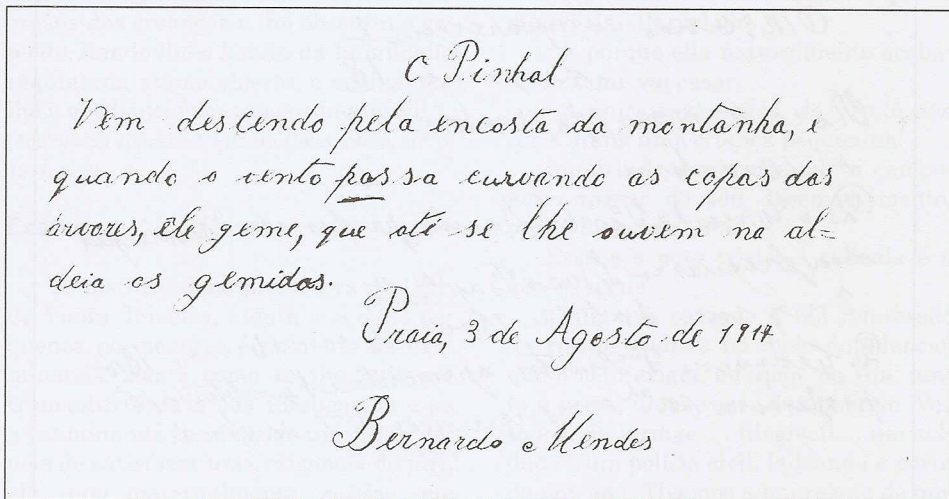 O Pinhal
Vem descendo pela encosta da montanha, e
quando o vento passa curvando as copas das
árvores, êle geme, que até se lhe ouvem na al-
deia os gemidos.
Praia, 3 de Agosto de 1914
Bernardo Mendes